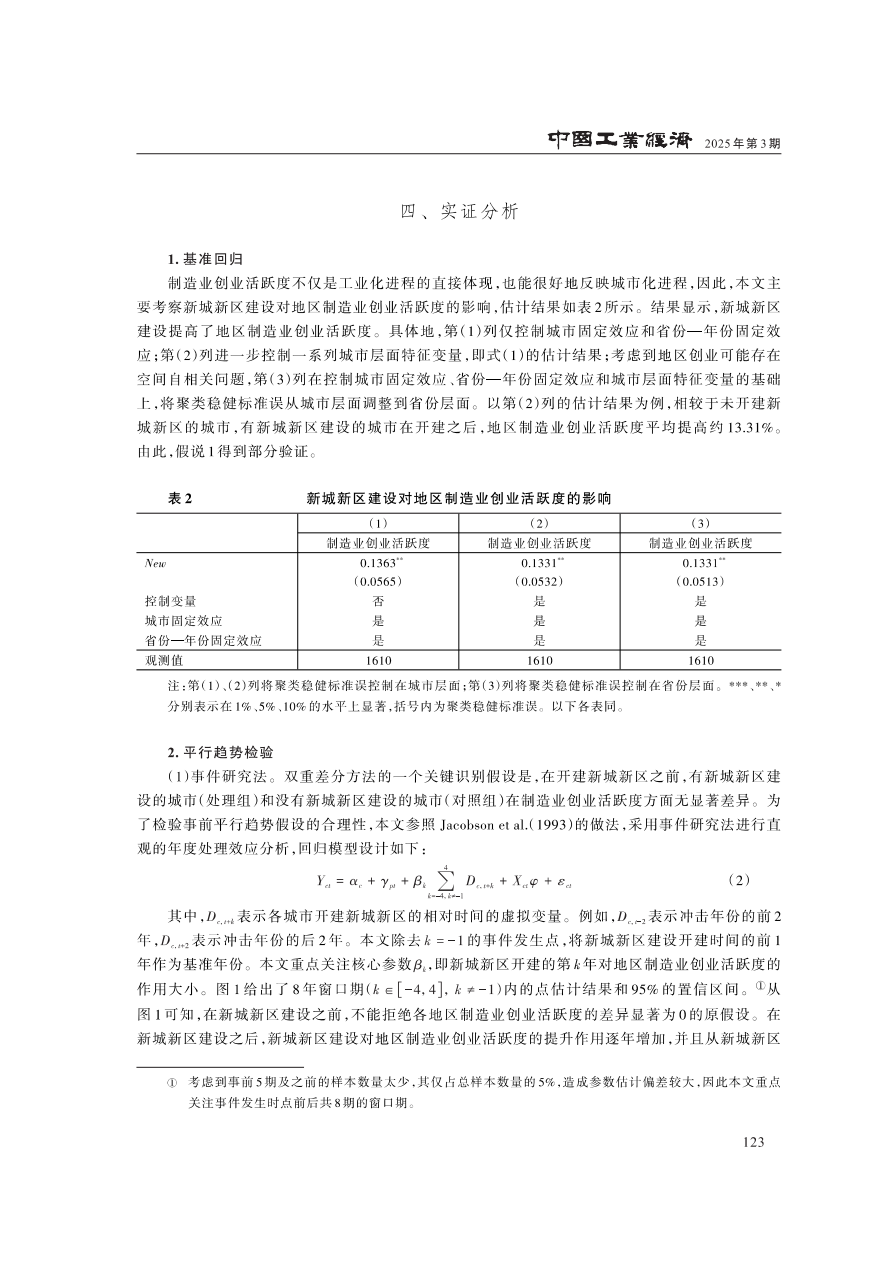 中国工業經濟 2025年第3期
四、实证分析
1. 基准回归
制造业创业活跃度不仅是工业化进程的直接体现,也能很好地反映城市化进程,因此,本文主
要考察新城新区建设对地区制造业创业活跃度的影响,估计结果如表2所示。结果显示,新城新区
建设提高了地区制造业创业活跃度。具体地,第(1)列仅控制城市固定效应和省份—年份固定效
应;第(2)列进一步控制一系列城市层面特征变量,即式(1)的估计结果;考虑到地区创业可能存在
空间自相关问题,第(3)列在控制城市固定效应、省份—年份固定效应和城市层面特征变量的基础
上,将聚类稳健标准误从城市层面调整到省份层面。以第(2)列的估计结果为例,相较于未开建新
城新区的城市,有新城新区建设的城市在开建之后,地区制造业创业活跃度平均提高约 13.31%。
由此,假说1得到部分验证。
表 2 新城新区建设对地区制造业创业活跃度的影响
(1) (2) (3)
制造业创业活跃度 制造业创业活跃度 制造业创业活跃度
New 0.1363** 0.1331** 0.1331**
(0.0565) (0.0532) (0.0513)
控制变量 否 是 是
城市固定效应 是 是 是
省份—年份固定效应 是 是 是
观测值 1610 1610 1610
注:第(1)、(2)列将聚类稳健标准误控制在城市层面;第(3)列将聚类稳健标准误控制在省份层面。***、**、*
分别表示在1%、5%、10%的水平上显著,括号内为聚类稳健标准误。以下各表同。
2. 平行趋势检验
(1)事件研究法。双重差分方法的一个关键识别假设是,在开建新城新区之前,有新城新区建
设的城市(处理组)和没有新城新区建设的城市(对照组)在制造业创业活跃度方面无显著差异。为
了检验事前平行趋势假设的合理性,本文参照 Jacobson et al.(1993)的做法,采用事件研究法进行直
观的年度处理效应分析,回归模型设计如下:
Y_ct = α_c + γ_pt + β_k ∑_{k=-4,k≠-1}^{4} D_{c,t+k} + X_ct φ + ε_ct (2)
其中,D_{c,t+k} 表示各城市开建新城新区的相对时间的虚拟变量。例如,D_{c,t-2} 表示冲击年份的前 2
年,D_{c,t+2} 表示冲击年份的后 2 年。本文除去 k = -1 的事件发生点,将新城新区建设开建时间的前 1
年作为基准年份。本文重点关注核心参数β_k,即新城新区开建的第k年对地区制造业创业活跃度的
作用大小。图 1 给出了 8 年窗口期(k ∈ [-4, 4], k ≠ -1)内的点估计结果和 95% 的置信区间。①从
图 1 可知,在新城新区建设之前,不能拒绝各地区制造业创业活跃度的差异显著为 0 的原假设。在
新城新区建设之后,新城新区建设对地区制造业创业活跃度的提升作用逐年增加,并且从新城新区
① 考虑到事前5期及之前的样本数量太少,其仅占总样本数量的5%,造成参数估计偏差较大,因此本文重点
关注事件发生时点前后共8期的窗口期。
123